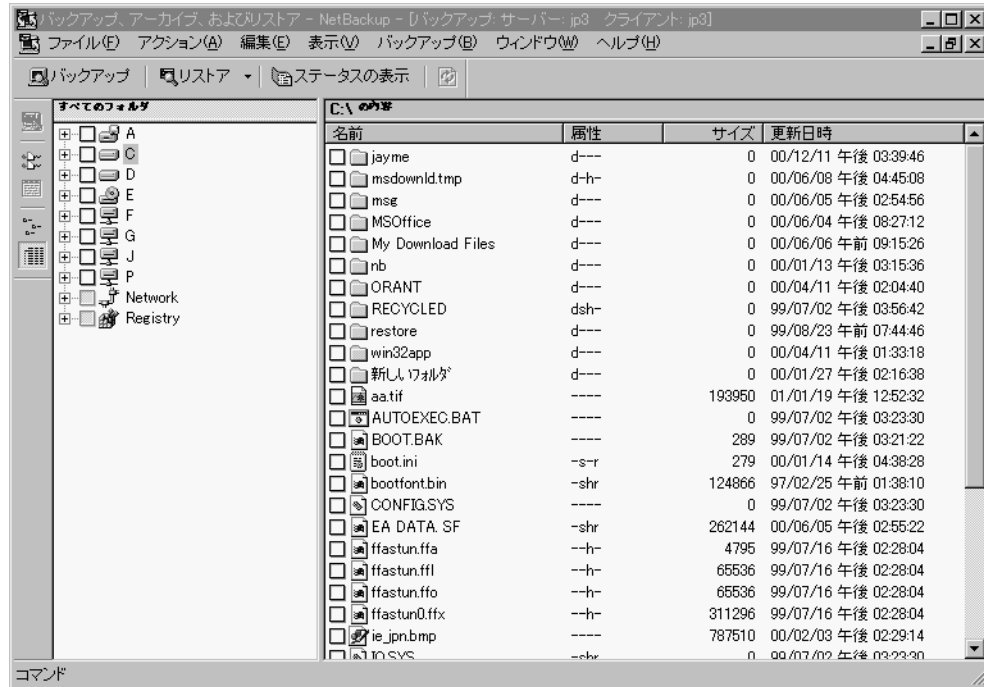 バックアップ、アーカイブ、およびリストア - NetBackup - [バックアップ: サーバー: jp3 クライアント: jp3]
ファイル(F) アクション(A) 編集(E) 表示(V) バックアップ(B) ウィンドウ(W) ヘルプ(H)
バックアップ リストア ステータスの表示
すべてのフォルダ
A
C
D
E
F
G
J
P
Network
Registry
C:\ の内容
名前 属性 サイズ 更新日時
jayme d--- 0 00/12/11 午後 03:39:46
msdownld.tmp d-h- 0 00/06/08 午後 04:45:08
msg d--- 0 00/06/05 午後 02:54:56
MSOffice d--- 0 00/06/04 午後 08:27:12
My Download Files d--- 0 00/06/06 午前 09:15:26
nb d--- 0 00/01/13 午後 03:15:36
ORANT d--- 0 00/04/11 午後 02:04:40
RECYCLED dsh- 0 99/07/02 午後 03:56:42
restore d--- 0 99/08/23 午前 07:44:46
win32app d--- 0 00/04/11 午後 01:33:18
新しいフォルダ d--- 0 00/01/27 午後 02:16:38
aa.tif ---- 193950 01/01/19 午後 12:52:32
AUTOEXEC.BAT ---- 0 99/07/02 午後 03:23:30
BOOT.BAK ---- 289 99/07/02 午後 03:21:22
boot.ini -s-r 279 00/01/14 午後 04:38:28
bootfont.bin -shr 124866 97/02/25 午前 01:38:10
CONFIG.SYS ---- 0 99/07/02 午後 03:23:30
EA DATA. SF -shr 262144 00/06/05 午後 02:55:22
ffastun.ffa --h- 4795 99/07/16 午後 02:28:04
ffastun.ffl --h- 65536 99/07/16 午後 02:28:04
ffastun.ffo --h- 65536 99/07/16 午後 02:28:04
ffastun0.ffx --h- 311296 99/07/16 午後 02:28:04
ie_jpn.bmp ---- 787510 00/02/03 午後 02:29:14
IO.SYS -shr 0 99/07/02 午後 03:23:30
コマンド